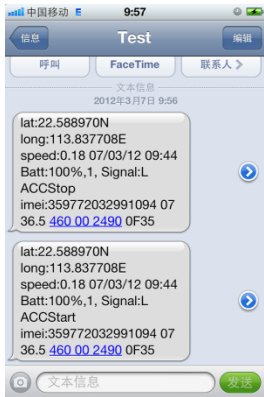 中国移动 E 9:57
信息 Test 编辑
呼叫 FaceTime 联系人
文本信息
2012年3月7日 9:56
lat:22.588970N
long:113.837708E
speed:0.18 07/03/12 09:44
Batt:100%,1, Signal:L
ACCStop
imei:359772032991094 07
36.5 460 00 2490 0F35
lat:22.588970N
long:113.837708E
speed:0.18 07/03/12 09:44
Batt:100%,1, Signal:L
ACCStart
imei:359772032991094 07
36.5 460 00 2490 0F35
文本信息 发送